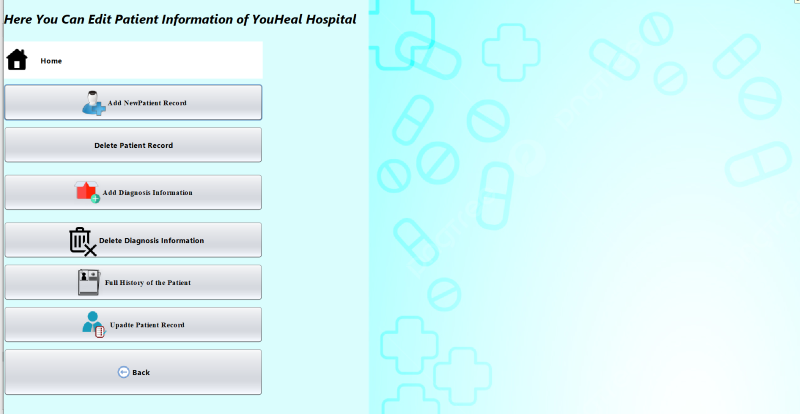 Here You Can Edit Patient Information of YouHeal Hospital
Home
Add NewPatient Record
Delete Patient Record
Add Diagnosis Information
Delete Diagnosis Information
Full History of the Patient
Upadte Patient Record
Back